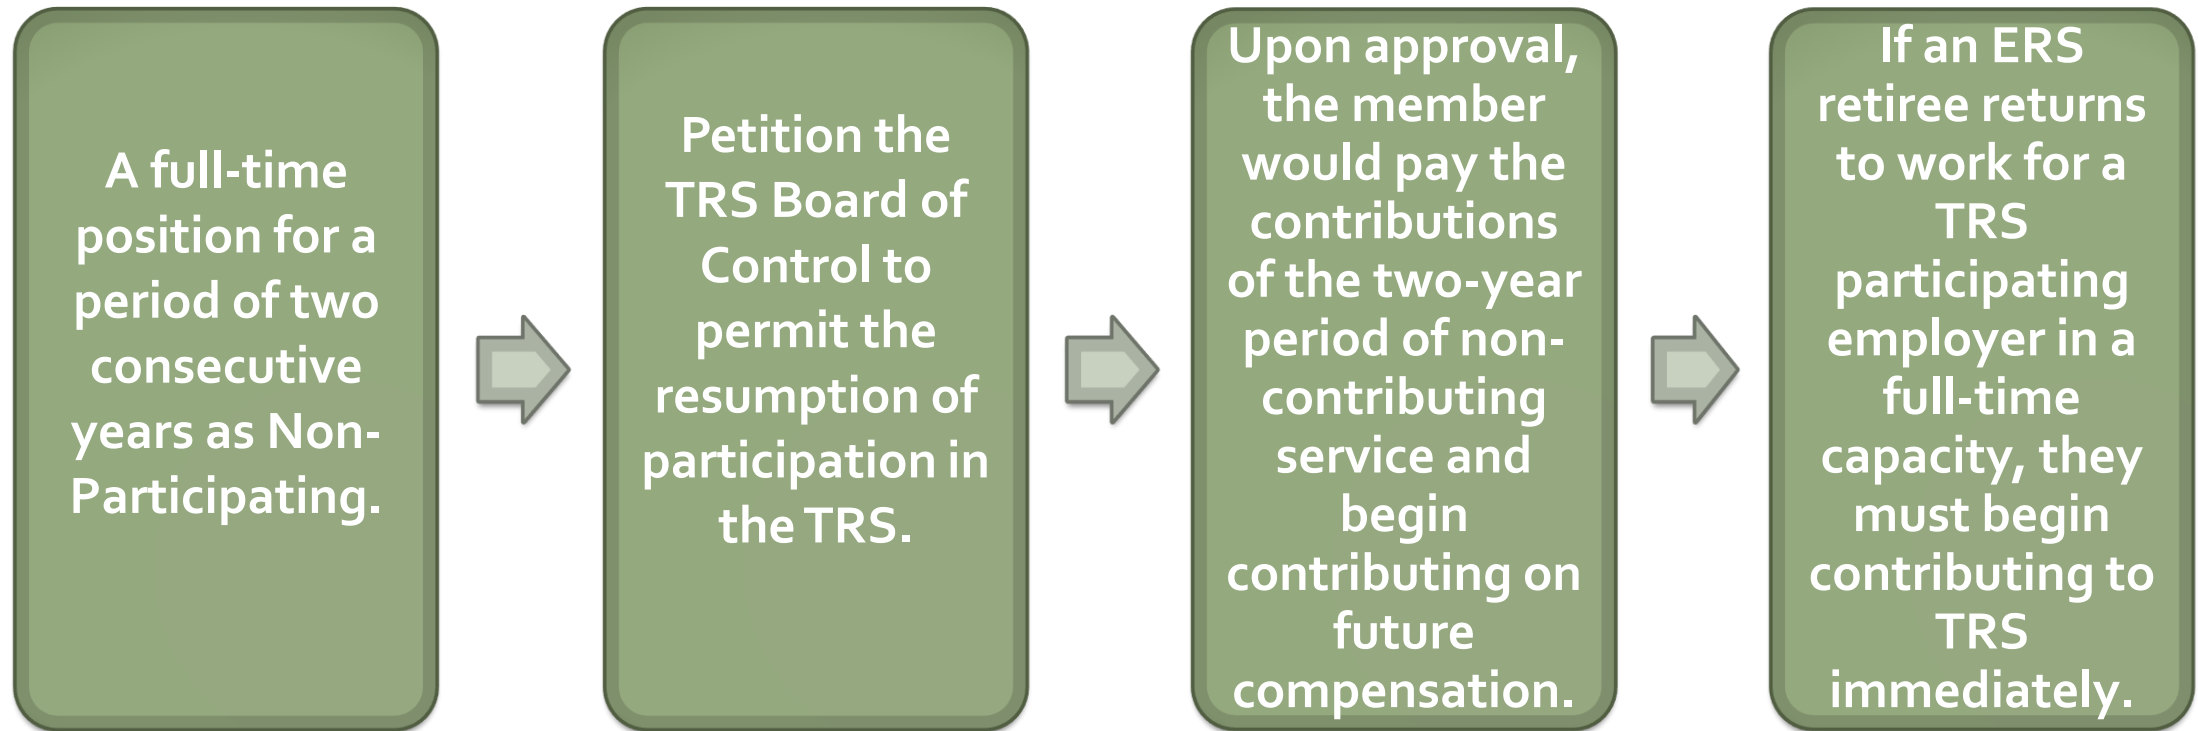 A full-time
position for a
period of two
consecutive
years as Non-
Participating.
Petition the
TRS Board of
Control to
permit the
resumption of
participation in
the TRS.
Upon approval,
the member
would pay the
contributions
of the two-year
period of non-
contributing
service and
begin
contributing on
future
compensation.
If an ERS
retiree returns
to work for a
TRS
participating
employer in a
full-time
capacity, they
must begin
contributing to
TRS
immediately.